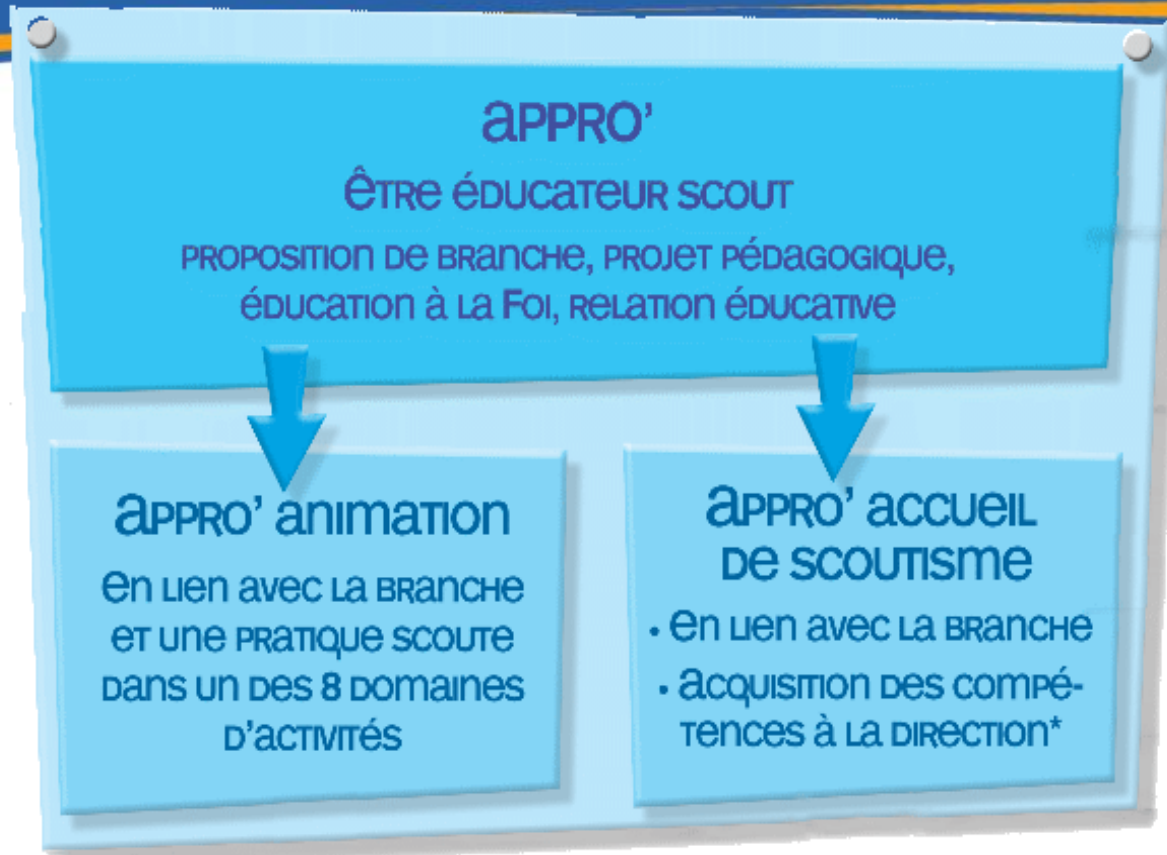 APPRO'
Être éducateur scout
Proposition de branche, projet pédagogique,
éducation à la Foi, relation éducative
Appro' animation
En lien avec la branche
et une pratique scoute
dans un des 8 domaines
d'activités
Appro' accueil
de scoutisme
• En lien avec la branche
• Acquisition des compé-
tences à la direction*